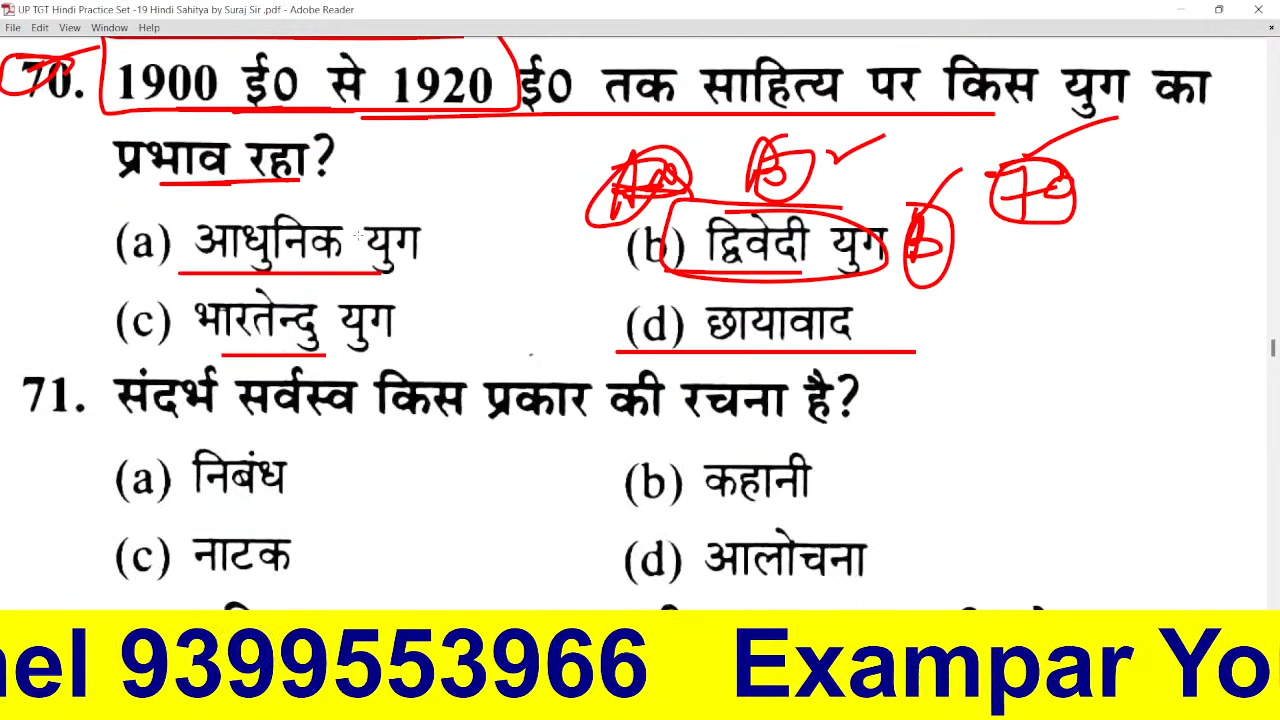 UP TGT Hindi Practice Set -19 Hindi Sahitya by Suraj Sir .pdf - Adobe Reader
File Edit View Window Help
70. 1900 ई0 से 1920 ई0 तक साहित्य पर किस युग का
प्रभाव रहा?
(a) आधुनिक युग (b) द्विवेदी युग b
(c) भारतेन्दु युग (d) छायावाद
71. संदर्भ सर्वस्व किस प्रकार की रचना है?
(a) निबंध (b) कहानी
(c) नाटक (d) आलोचना
nel 9399553966 Exampar Yo